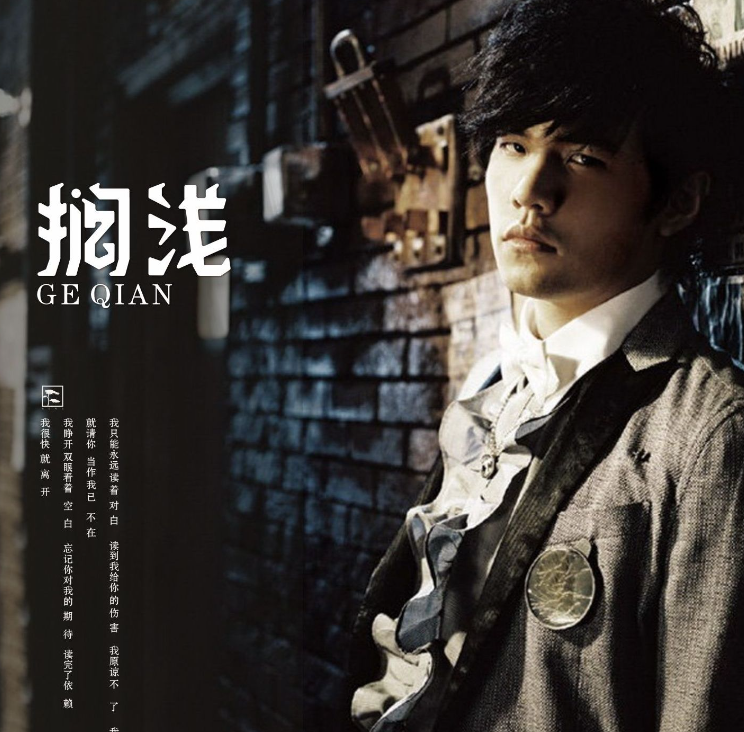 搁浅
GE QIAN
我只能永远读着对白 读到我给你的伤害 我原谅不了 我
就请你 当作我已 不在
我睁开双眼看着空白 忘记你对我的期待 读完了依赖
我很快就离开